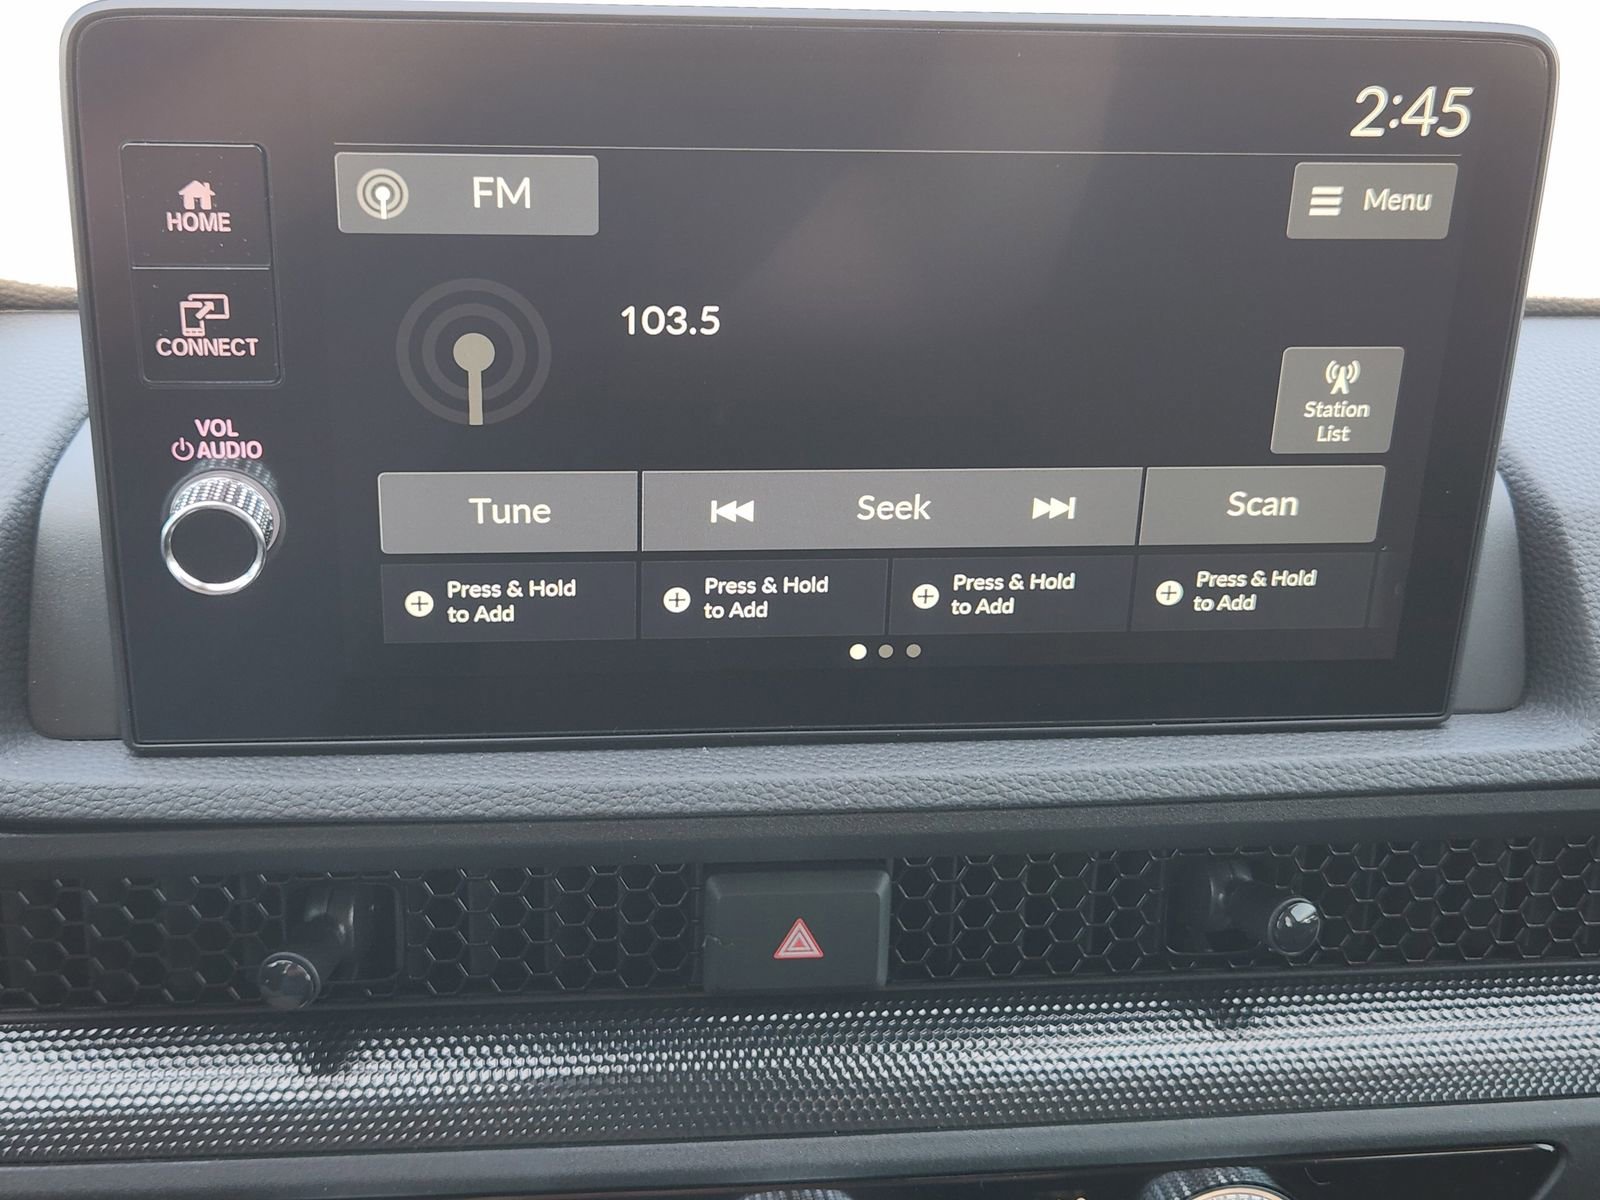 2:45
HOME
FM
Menu
CONNECT
103.5
Station
List
VOL
AUDIO
Tune
Seek
Scan
Press & Hold
to Add
Press & Hold
to Add
Press & Hold
to Add
Press & Hold
to Add